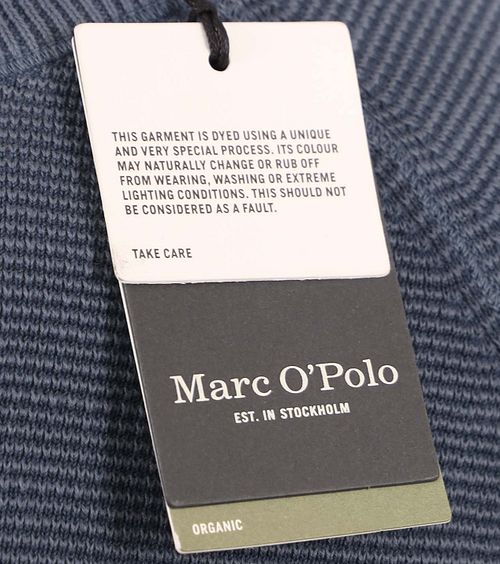 THIS GARMENT IS DYED USING A UNIQUE
AND VERY SPECIAL PROCESS. ITS COLOUR
MAY NATURALLY CHANGE OR RUB OFF
FROM WEARING, WASHING OR EXTREME
LIGHTING CONDITIONS. THIS SHOULD NOT
BE CONSIDERED AS A FAULT.
TAKE CARE
Marc O'Polo
EST. IN STOCKHOLM
ORGANIC